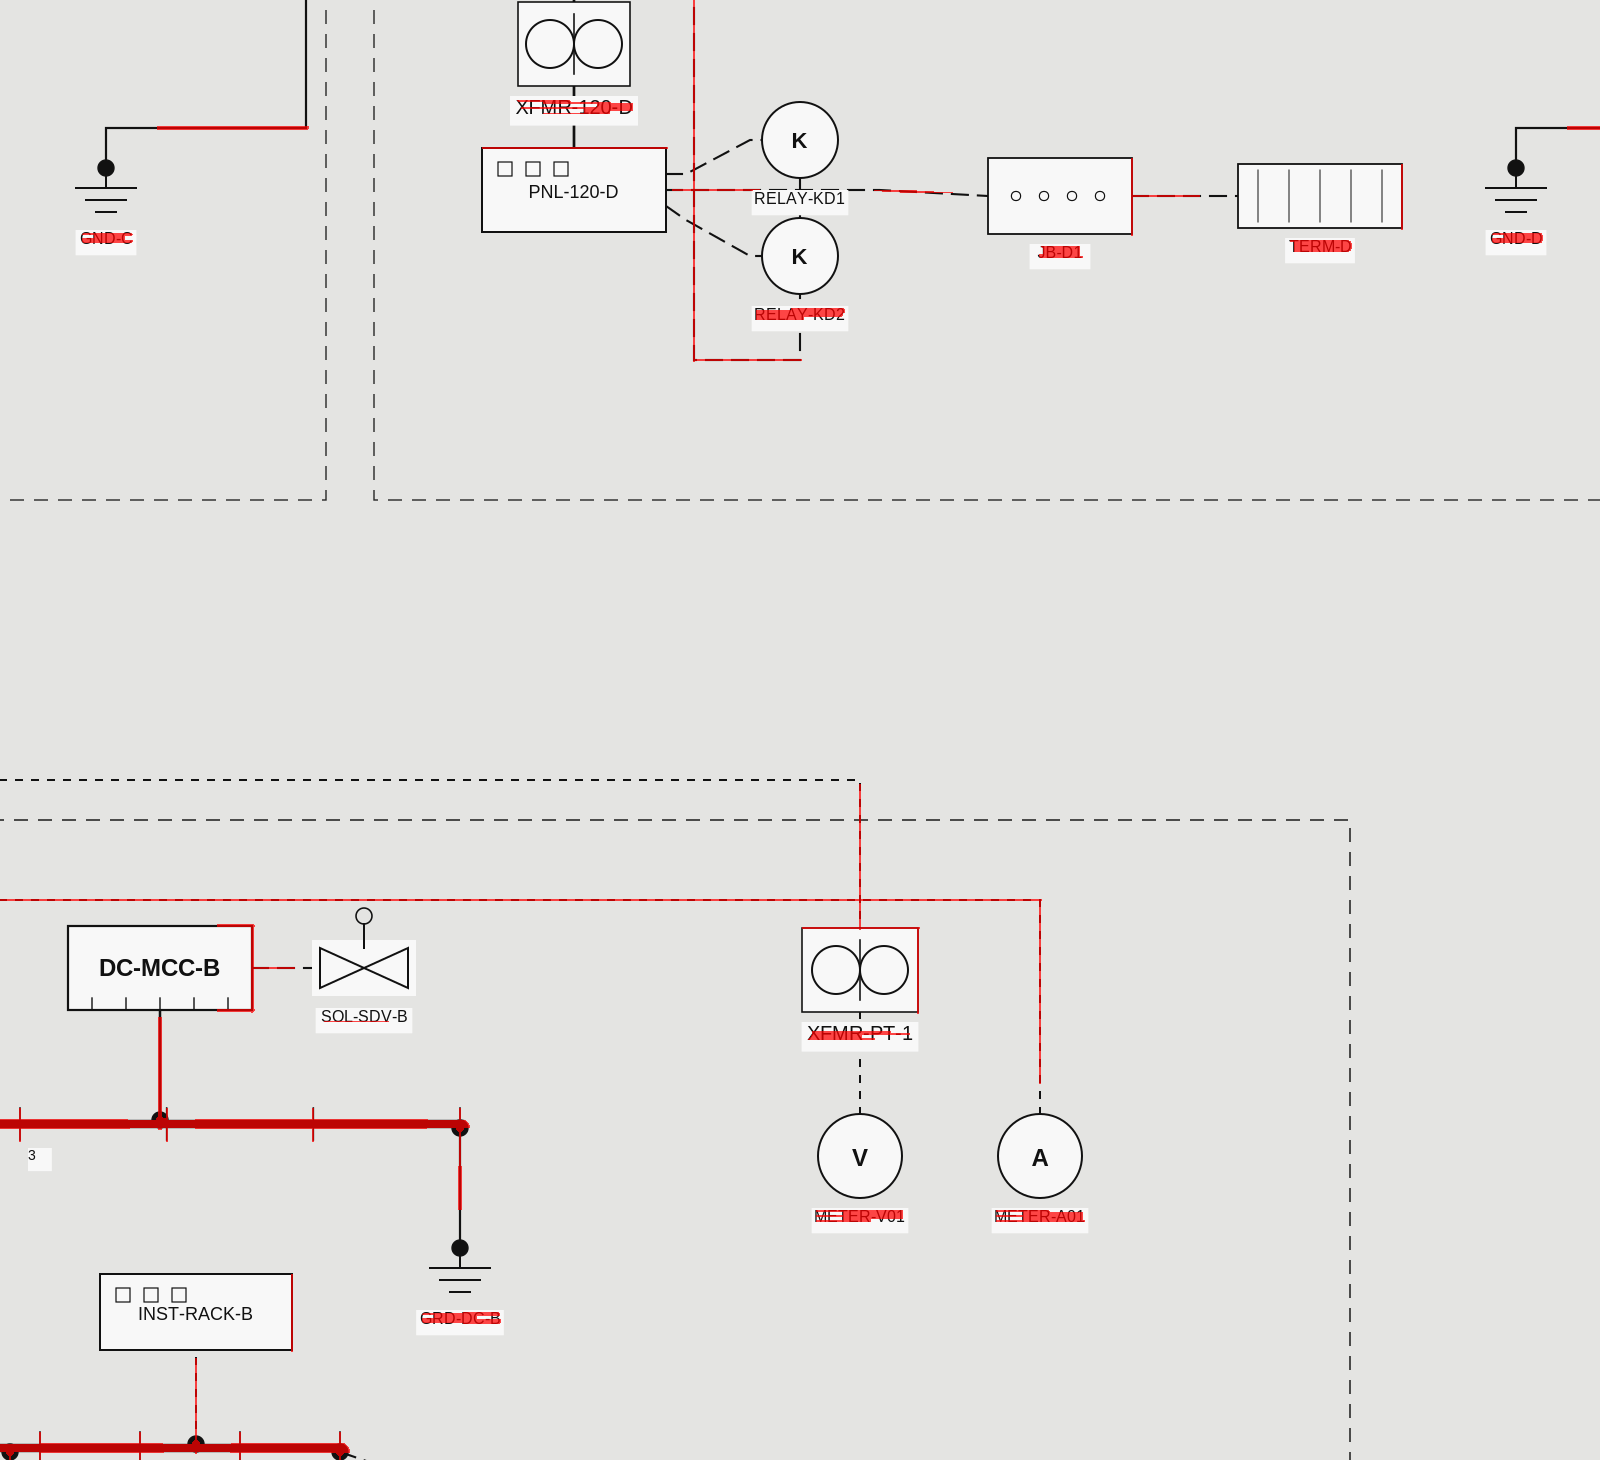 XFMR-120-D
K
PNL-120-D
RELAY-KD1
GND-C
K
JB-D1
TERM-D
GND-D
RELAY-KD2
DC-MCC-B
SOL-SDV-B
XFMR-PT-1
3
V
A
METER-V01
METER-A01
INST-RACK-B
GRD-DC-B